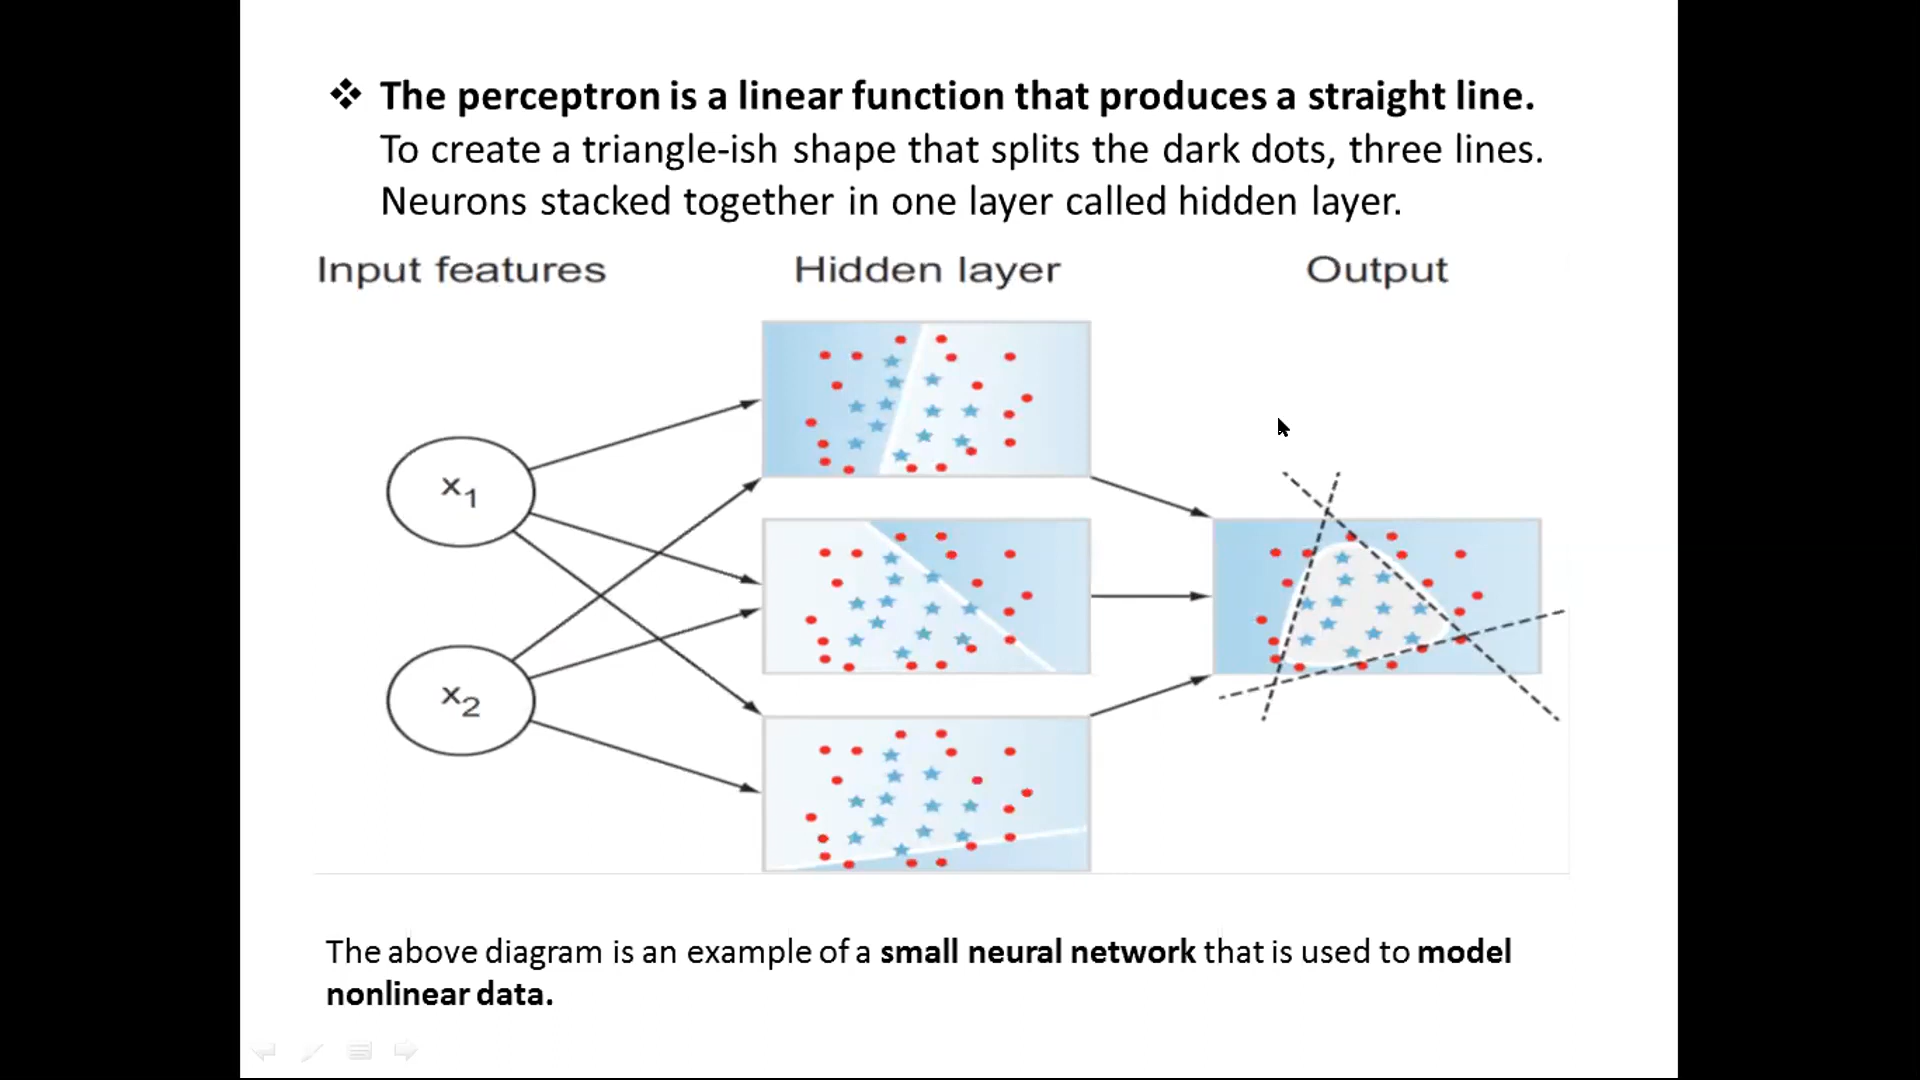 ❖ The perceptron is a linear function that produces a straight line.
To create a triangle-ish shape that splits the dark dots, three lines.
Neurons stacked together in one layer called hidden layer.
Input features Hidden layer Output
x₁
x₂
The above diagram is an example of a small neural network that is used to model
nonlinear data.